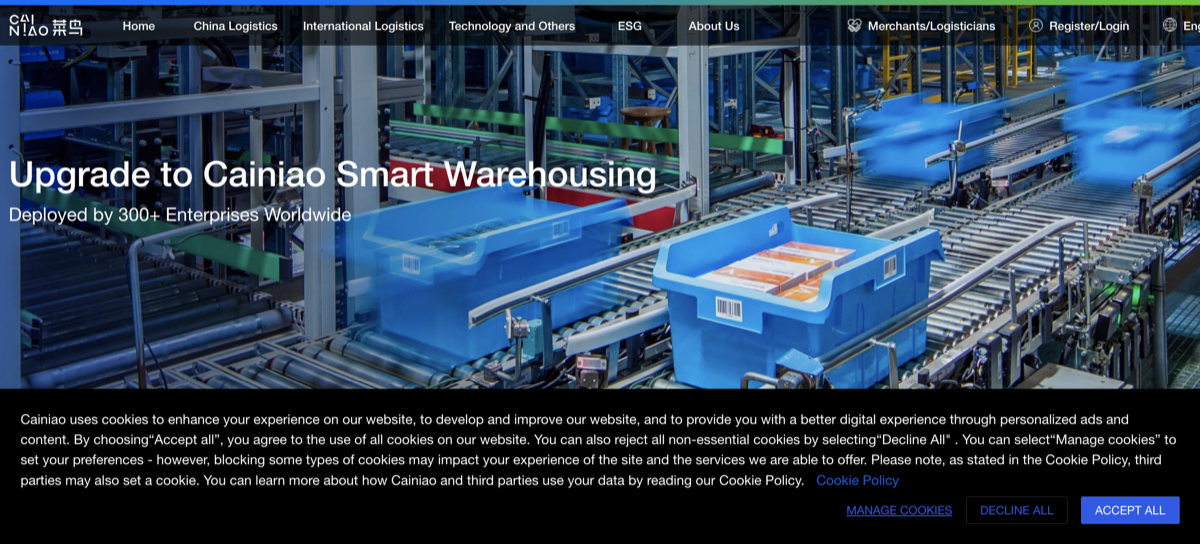 CAI
NIAO 菜鸟
Home China Logistics International Logistics Technology and Others ESG About Us Merchants/Logisticians Register/Login Eng
Upgrade to Cainiao Smart Warehousing
Deployed by 300+ Enterprises Worldwide
Cainiao uses cookies to enhance your experience on our website, to develop and improve our website, and to provide you with a better digital experience through personalized ads and
content. By choosing“Accept all”, you agree to the use of all cookies on our website. You can also reject all non-essential cookies by selecting“Decline All" . You can select“Manage cookies” to
set your preferences - however, blocking some types of cookies may impact your experience of the site and the services we are able to offer. Please note, as stated in the Cookie Policy, third
parties may also set a cookie. You can learn more about how Cainiao and third parties use your data by reading our Cookie Policy. Cookie Policy
MANAGE COOKIES DECLINE ALL ACCEPT ALL